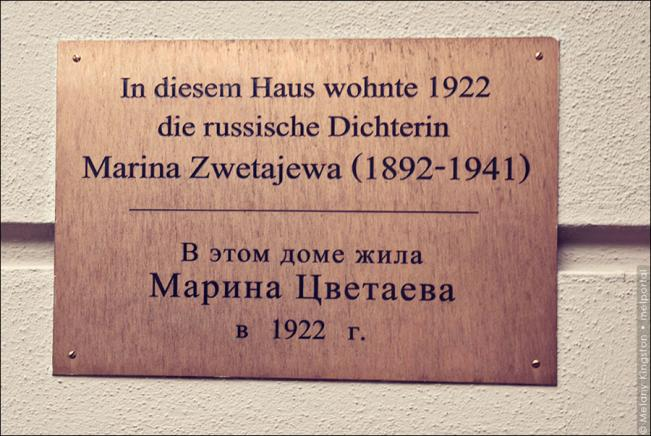 In diesem Haus wohnte 1922
die russische Dichterin
Marina Zwetajewa (1892-1941)
В этом доме жила
Марина Цветаева
в 1922 г.
© Melany Kingston • melportal